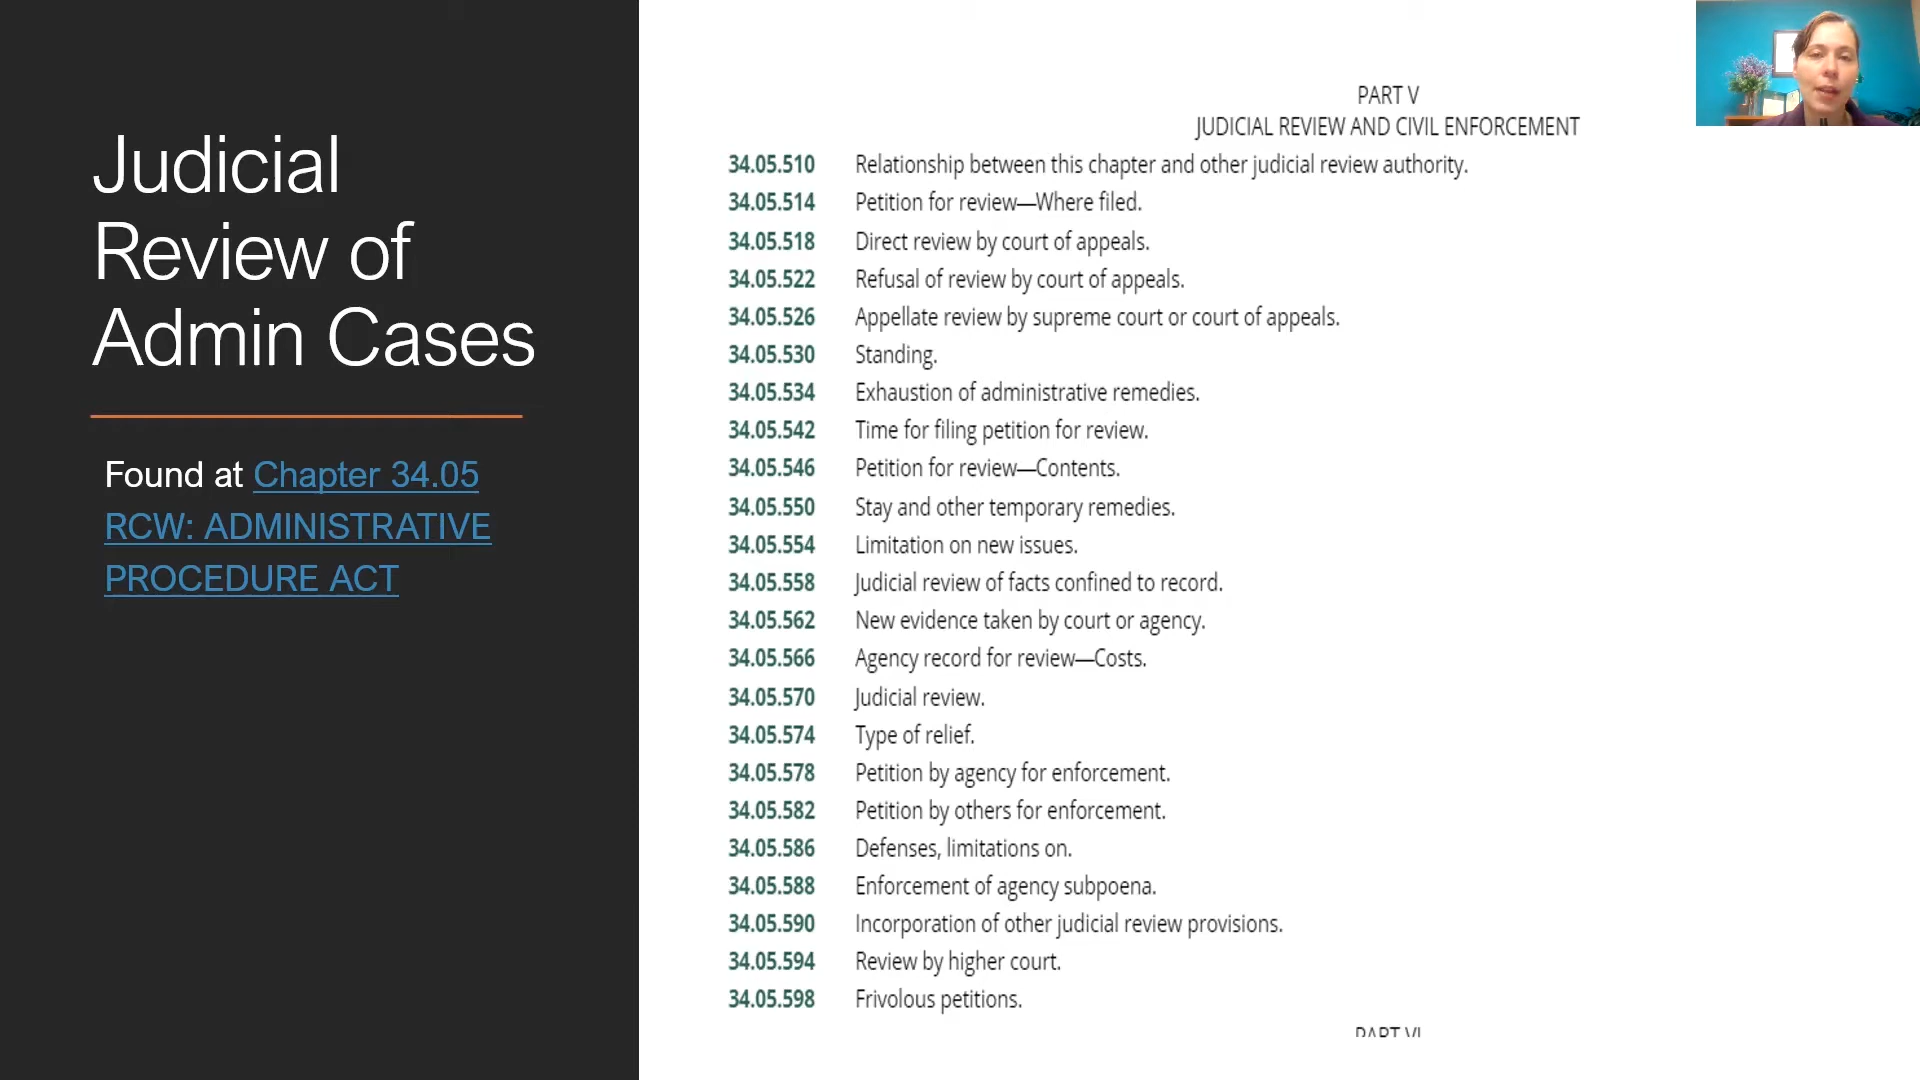 Judicial
Review of
Admin Cases
Found at Chapter 34.05
RCW: ADMINISTRATIVE
PROCEDURE ACT
PART V
JUDICIAL REVIEW AND CIVIL ENFORCEMENT
34.05.510 Relationship between this chapter and other judicial review authority.
34.05.514 Petition for review—Where filed.
34.05.518 Direct review by court of appeals.
34.05.522 Refusal of review by court of appeals.
34.05.526 Appellate review by supreme court or court of appeals.
34.05.530 Standing.
34.05.534 Exhaustion of administrative remedies.
34.05.542 Time for filing petition for review.
34.05.546 Petition for review—Contents.
34.05.550 Stay and other temporary remedies.
34.05.554 Limitation on new issues.
34.05.558 Judicial review of facts confined to record.
34.05.562 New evidence taken by court or agency.
34.05.566 Agency record for review—Costs.
34.05.570 Judicial review.
34.05.574 Type of relief.
34.05.578 Petition by agency for enforcement.
34.05.582 Petition by others for enforcement.
34.05.586 Defenses, limitations on.
34.05.588 Enforcement of agency subpoena.
34.05.590 Incorporation of other judicial review provisions.
34.05.594 Review by higher court.
34.05.598 Frivolous petitions.
PART VI